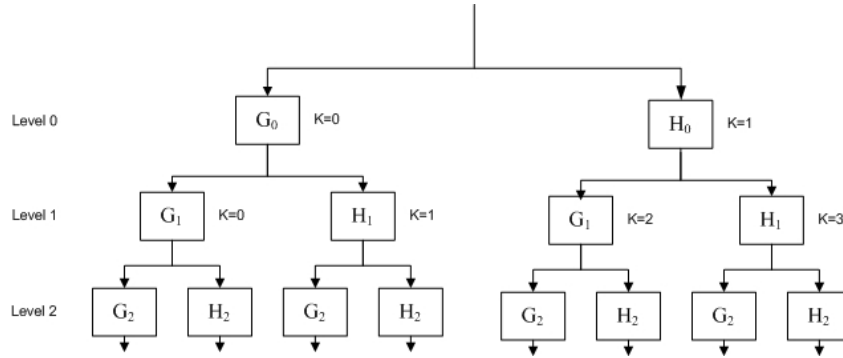 Level 0 G₀ K=0 H₀ K=1
Level 1 G₁ K=0 H₁ K=1 G₁ K=2 H₁ K=3
Level 2 G₂ H₂ G₂ H₂ G₂ H₂ G₂ H₂